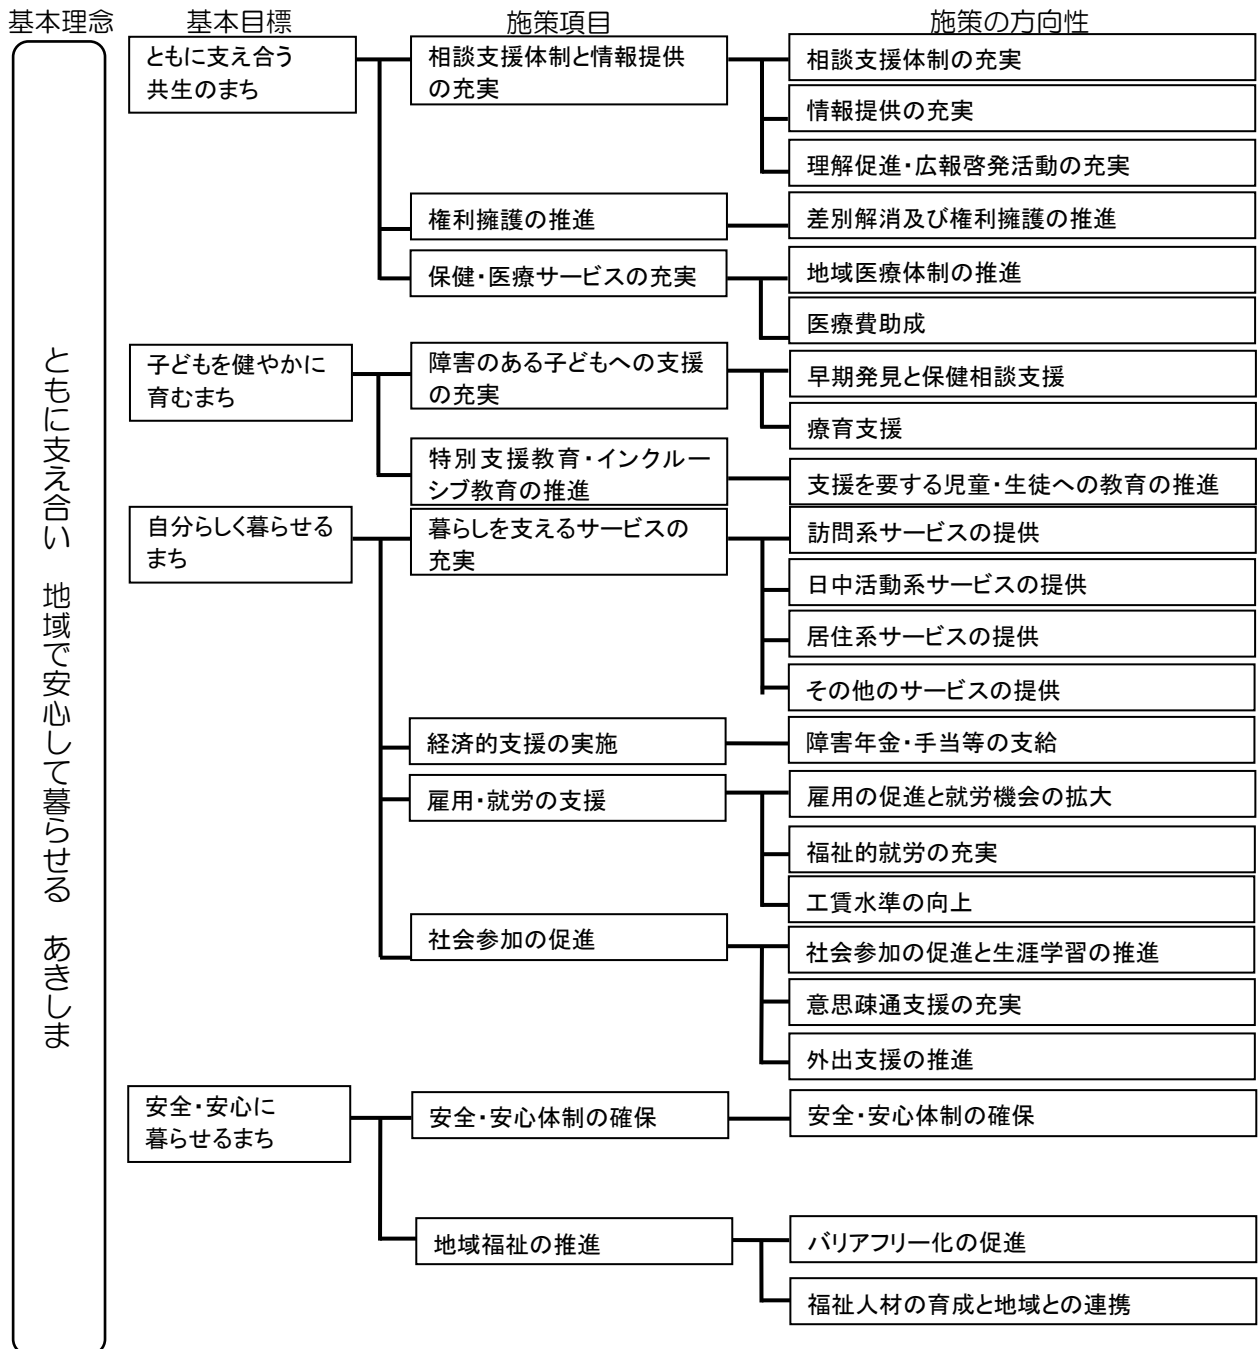 基本理念
基本目標
施策項目
施策の方向性
ともに支え合い 地域で安心して暮らせる あきしま
ともに支え合う
共生のまち
相談支援体制と情報提供
の充実
相談支援体制の充実
情報提供の充実
理解促進・広報啓発活動の充実
権利擁護の推進
差別解消及び権利擁護の推進
保健・医療サービスの充実
地域医療体制の推進
医療費助成
子どもを健やかに
育むまち
障害のある子どもへの支援
の充実
早期発見と保健相談支援
療育支援
特別支援教育・インクルー
シブ教育の推進
支援を要する児童・生徒への教育の推進
自分らしく暮らせる
まち
暮らしを支えるサービスの
充実
訪問系サービスの提供
日中活動系サービスの提供
居住系サービスの提供
その他のサービスの提供
経済的支援の実施
障害年金・手当等の支給
雇用・就労の支援
雇用の促進と就労機会の拡大
福祉的就労の充実
工賃水準の向上
社会参加の促進
社会参加の促進と生涯学習の推進
意思疎通支援の充実
外出支援の推進
安全・安心に
暮らせるまち
安全・安心体制の確保
安全・安心体制の確保
地域福祉の推進
バリアフリー化の促進
福祉人材の育成と地域との連携